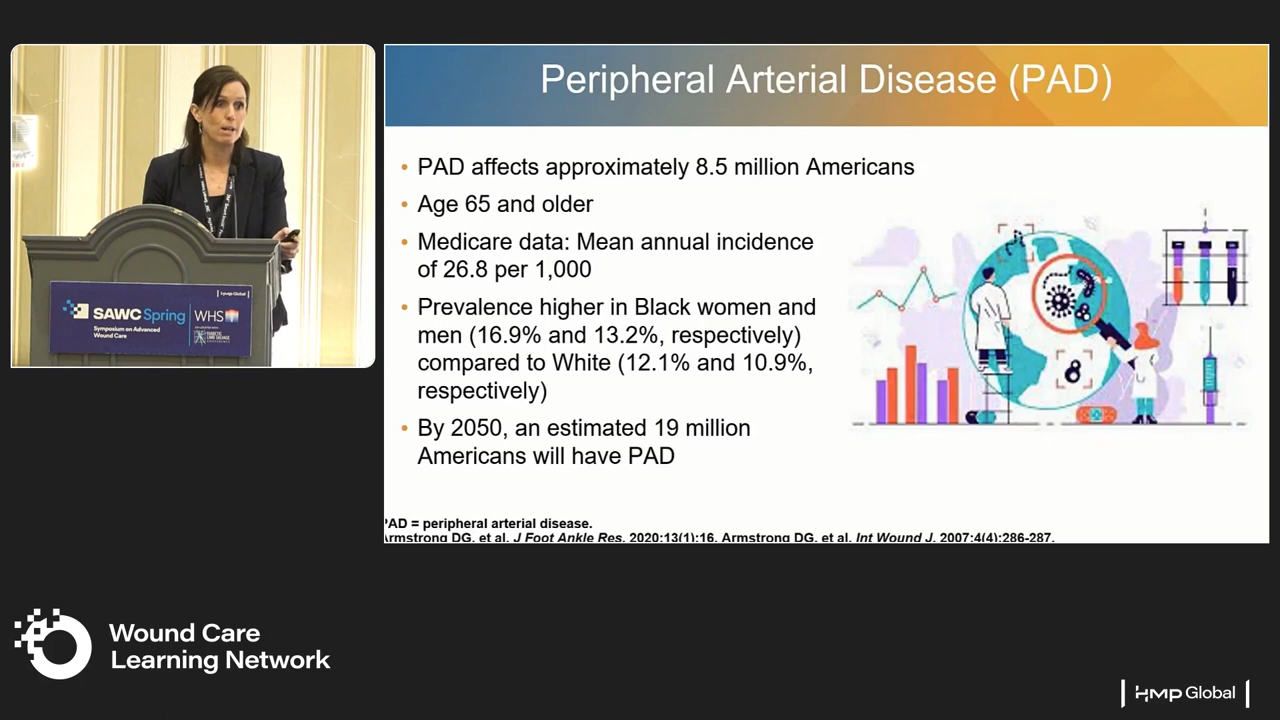 Peripheral Arterial Disease (PAD)
• PAD affects approximately 8.5 million Americans
• Age 65 and older
• Medicare data: Mean annual incidence
of 26.8 per 1,000
• Prevalence higher in Black women and
men (16.9% and 13.2%, respectively)
compared to White (12.1% and 10.9%,
respectively)
• By 2050, an estimated 19 million
Americans will have PAD
PAD = peripheral arterial disease.
Armstrong DG, et al. J Foot Ankle Res. 2020;13(1):16. Armstrong DG, et al. Int Wound J. 2007;4(4):286-287.
HMP Global
SAWC Spring
Symposium on Advanced
Wound Care
WHS
Wound Care
Learning Network
HMP Global